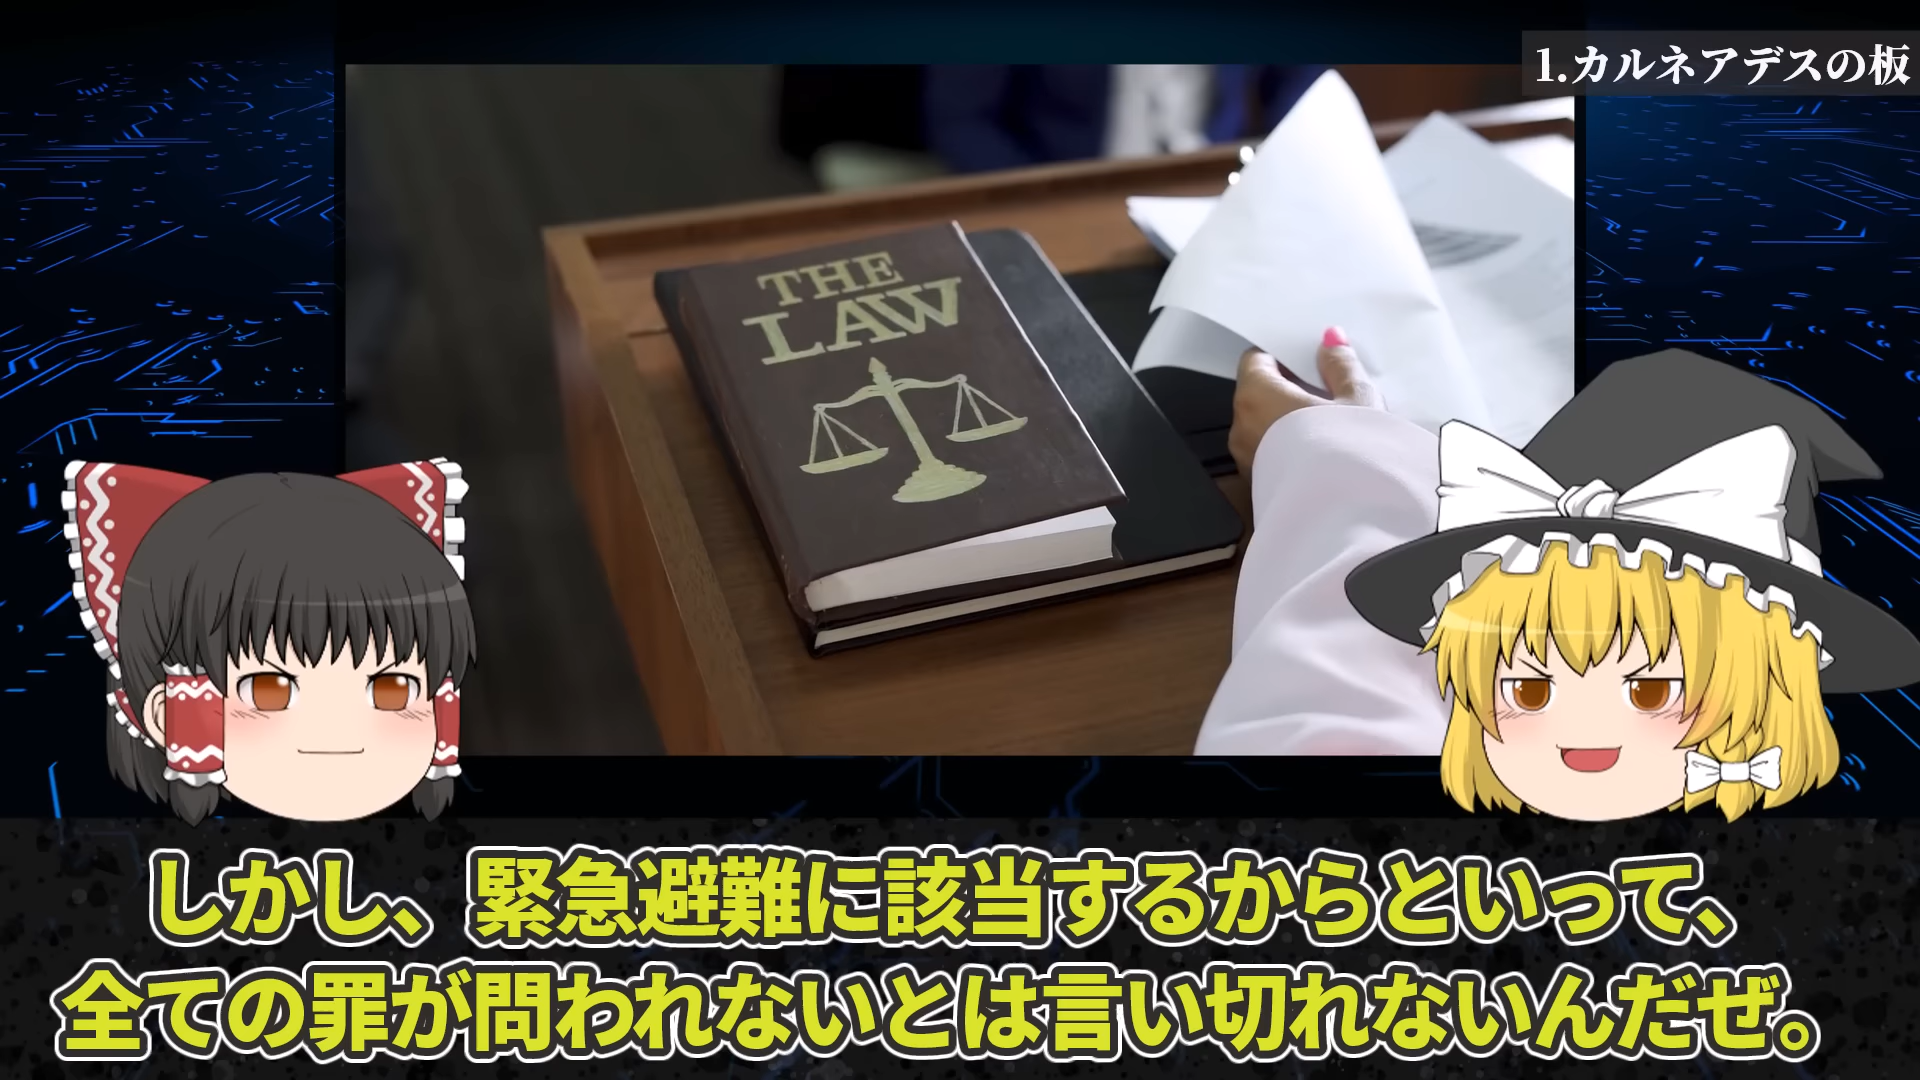 1.カルネアデスの板
THE
LAW
しかし、緊急避難に該当するからといって、
全ての罪が問われないとは言い切れないんだぜ。